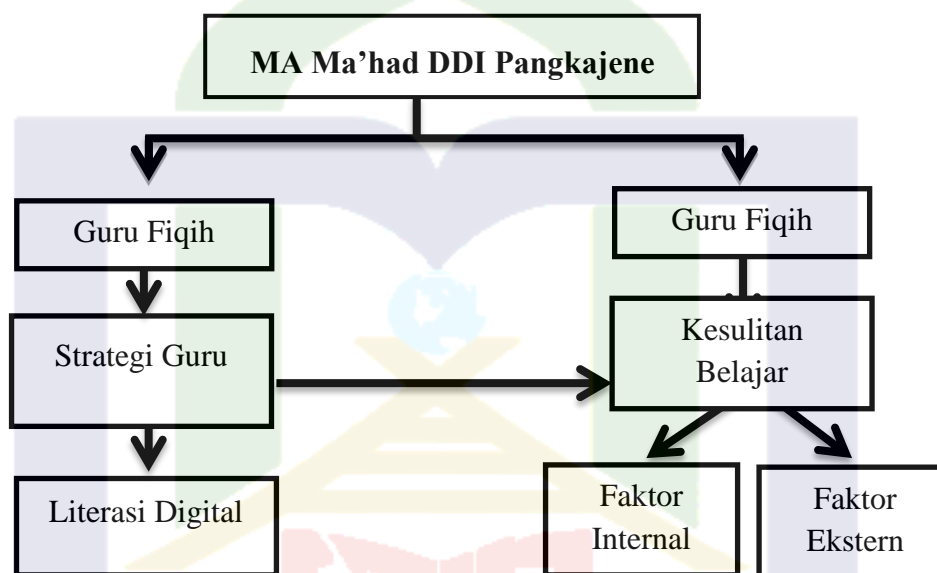 MA Ma’had DDI Pangkajene
Guru Fiqih
Guru Fiqih
Strategi Guru
Kesulitan
Belajar
Literasi Digital
Faktor
Internal
Faktor
Ekstern